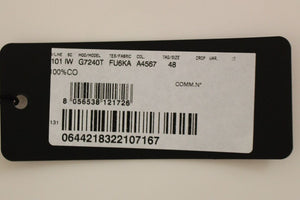 LINE SC MOD/MODEL TES/FABRIC COL. TAG/SIZE DROP VAR.
101 IW G7240T FU6KA A4567 48
100%CO
COMM.N°
8 056538 121726
131
0644218322107167